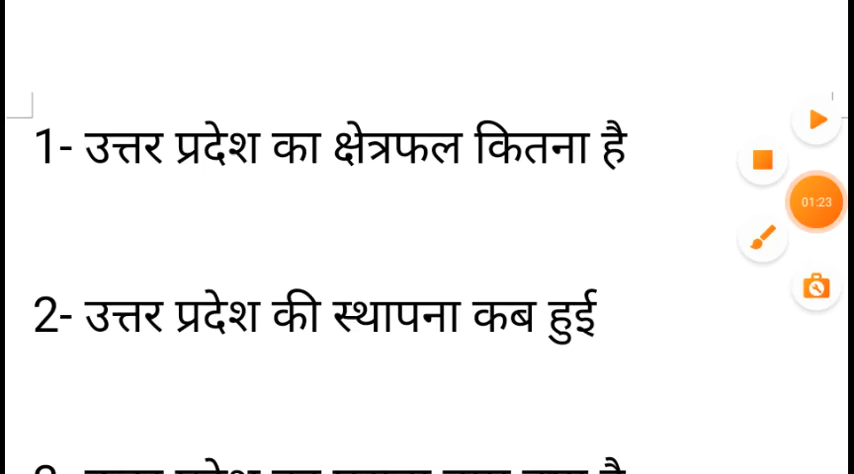 1- उत्तर प्रदेश का क्षेत्रफल कितना है
01:23
2- उत्तर प्रदेश की स्थापना कब हुई